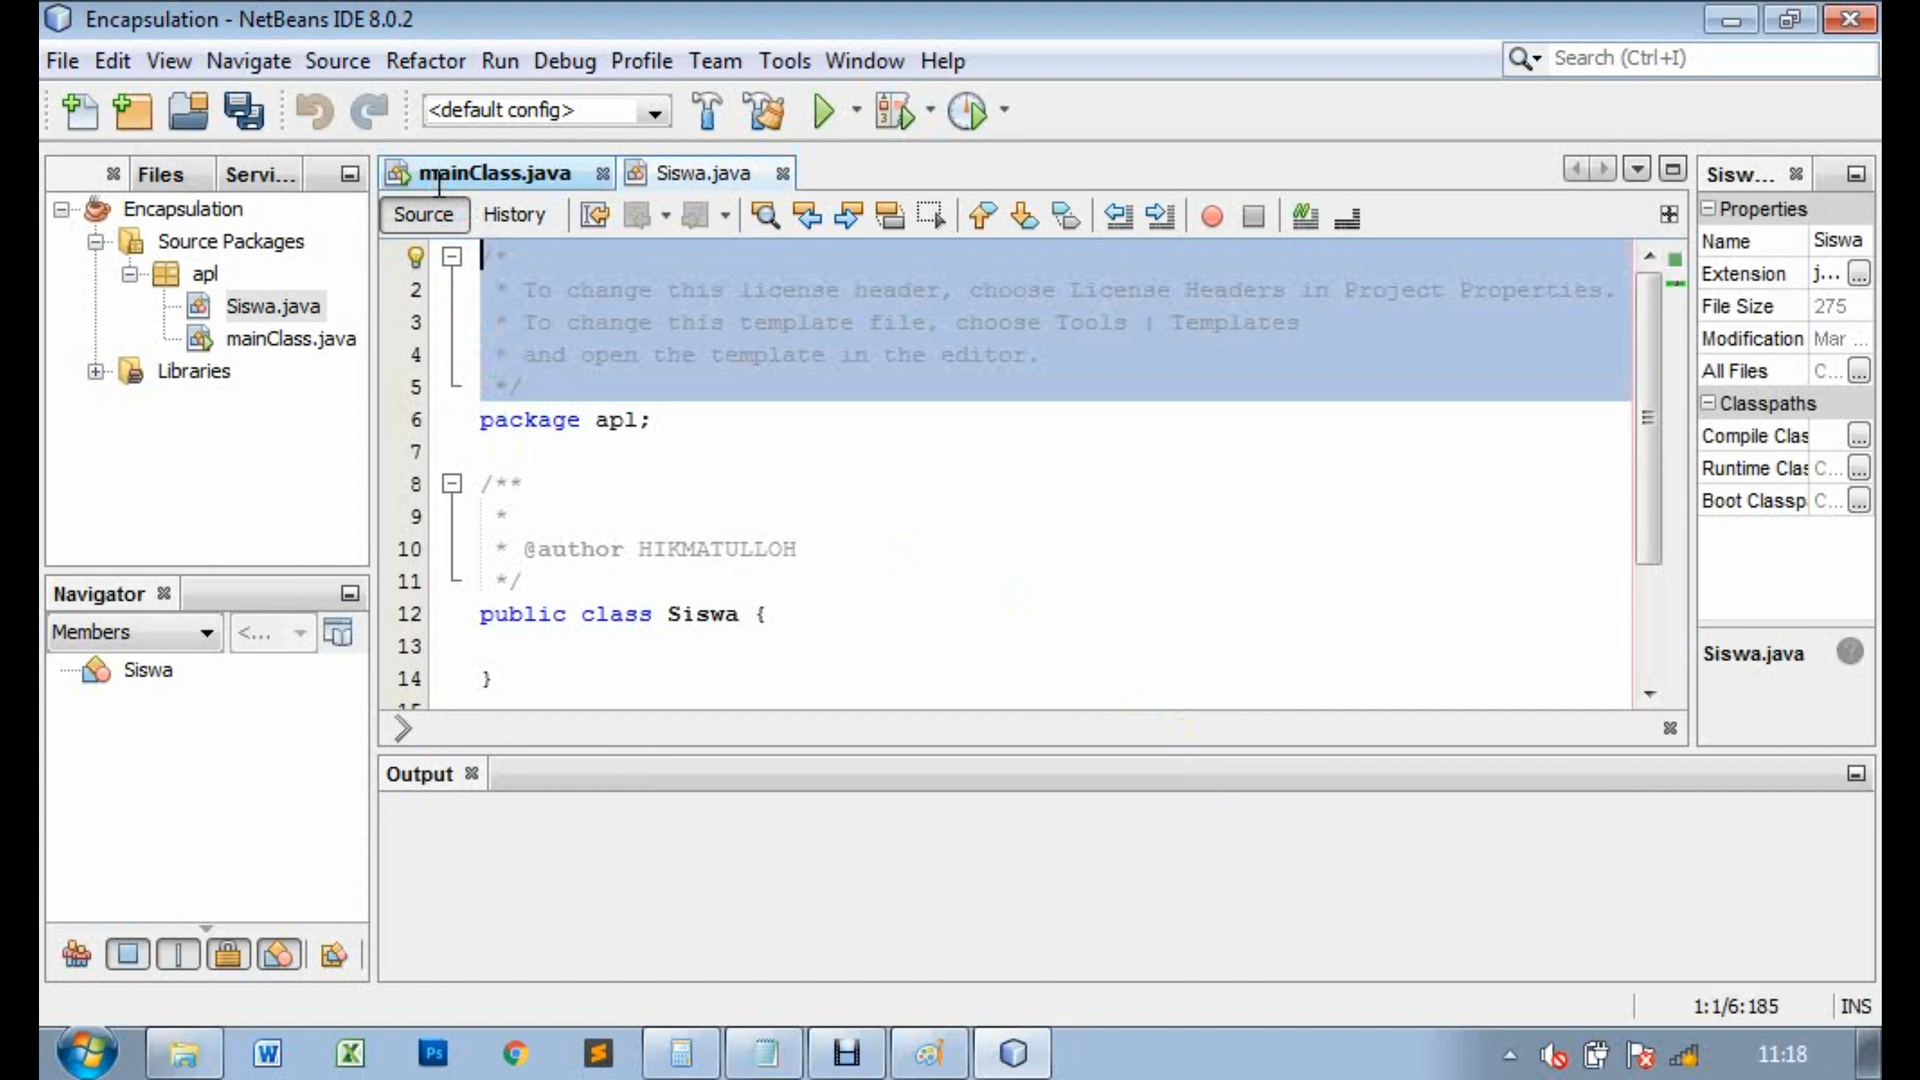 Encapsulation - NetBeans IDE 8.0.2
File Edit View Navigate Source Refactor Run Debug Profile Team Tools Window Help
Search (Ctrl+I)
<default config>
Files Servi...
Encapsulation
Source Packages
apl
Siswa.java
mainClass.java
Libraries
mainClass.java Siswa.java
Source History
/*
2 * To change this license header, choose License Headers in Project Properties.
3 * To change this template file, choose Tools | Templates
4 * and open the template in the editor.
5 */
6 package apl;
7
8 /**
9 *
10 * @author HIKMATULLOH
11 */
12 public class Siswa {
13
14 }
15
Sisw...
Properties
Name Siswa
Extension j... ...
File Size 275
Modification Mar ...
All Files C... ...
Classpaths
Compile Clas ...
Runtime Clas C... ...
Boot Classp C... ...
Siswa.java
Navigator
Members <...
Siswa
Output
1:1/6:185 INS
W X Ps S
11:18